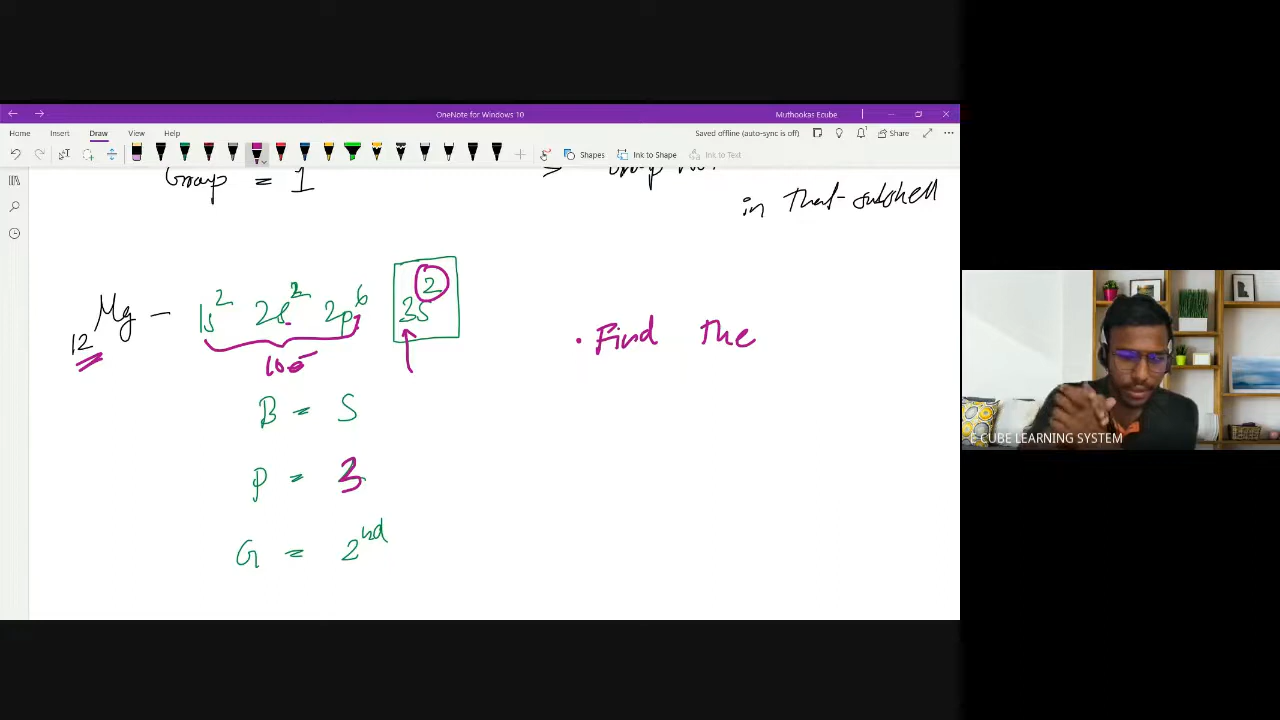 OneNote for Windows 10
Muthookas Ecube
Home Insert Draw View Help
Saved offline (auto-sync is off)
Share
Shapes Ink to Shape Ink to Text
Group = 1
in that subshell
12Mg - 1s2 2s2 2p6 3s2
10e-
. Find the
B = S
P = 3
G = 2nd
E CUBE LEARNING SYSTEM